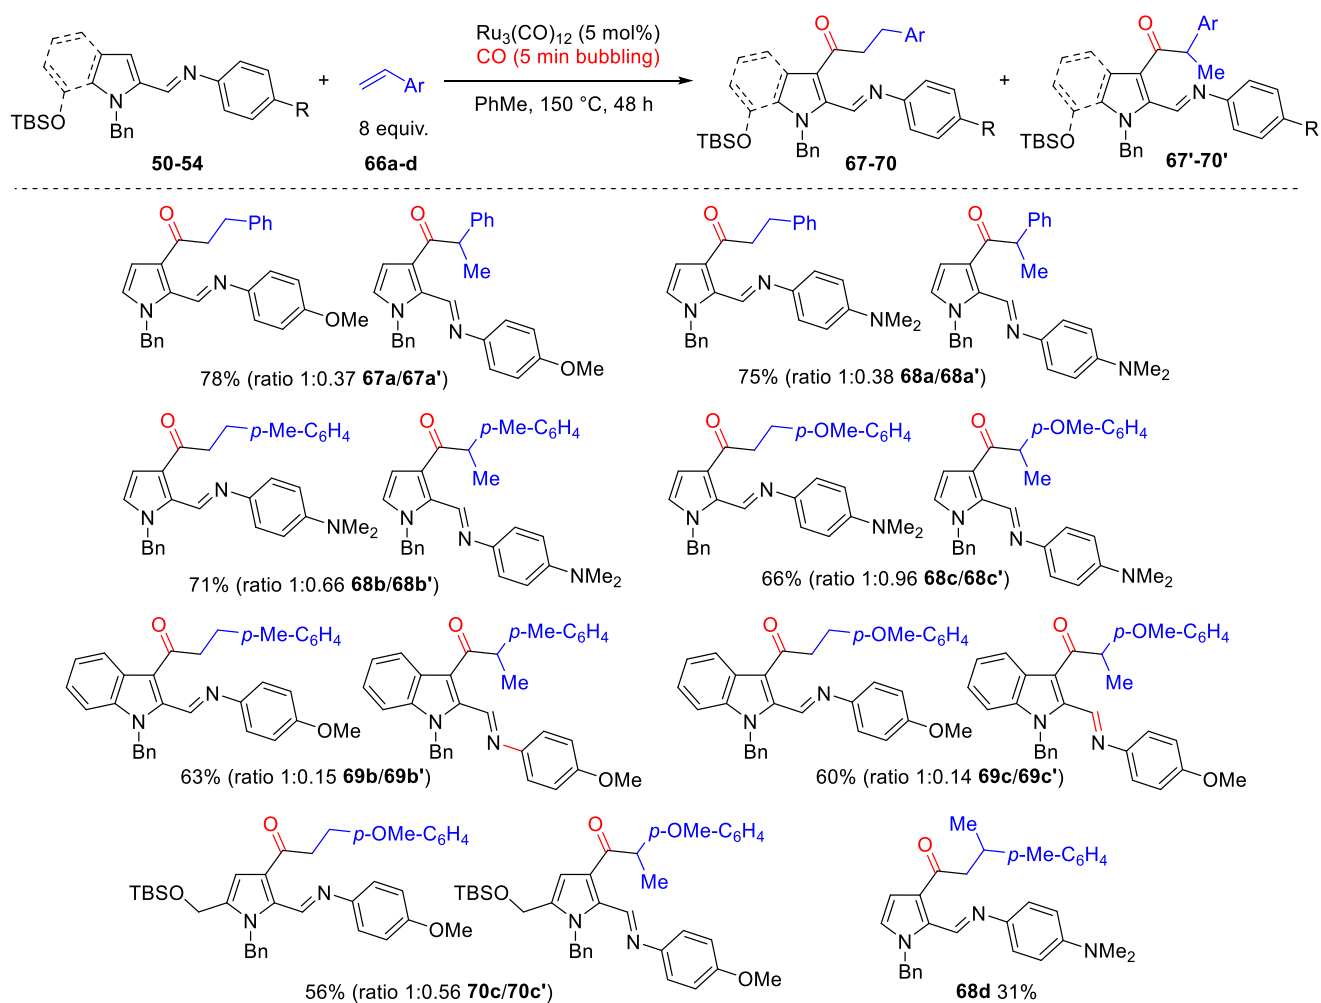 Ru3(CO)12 (5 mol%)
CO (5 min bubbling)
PhMe, 150 °C, 48 h
TBSO N Bn N R
+
Ar
8 equiv.
50-54
66a-d
O Ar N R TBSO N Bn
67-70
+
O Ar Me N R TBSO N Bn
67'-70'
O Ph N OMe N Bn
O Ph Me N OMe N Bn
78% (ratio 1:0.37 67a/67a')
O Ph N NMe2 N Bn
O Ph Me N NMe2 N Bn
75% (ratio 1:0.38 68a/68a')
O p-Me-C6H4 N NMe2 N Bn
O p-Me-C6H4 Me N NMe2 N Bn
71% (ratio 1:0.66 68b/68b')
O p-OMe-C6H4 N NMe2 N Bn
O p-OMe-C6H4 Me N NMe2 N Bn
66% (ratio 1:0.96 68c/68c')
O p-Me-C6H4 N OMe N Bn
O p-Me-C6H4 Me N OMe N Bn
63% (ratio 1:0.15 69b/69b')
O p-OMe-C6H4 N OMe N Bn
O p-OMe-C6H4 Me N OMe N Bn
60% (ratio 1:0.14 69c/69c')
O p-OMe-C6H4 TBSO N OMe N Bn
O p-OMe-C6H4 Me TBSO N OMe N Bn
56% (ratio 1:0.56 70c/70c')
Me O p-Me-C6H4 N NMe2 N Bn
68d 31%